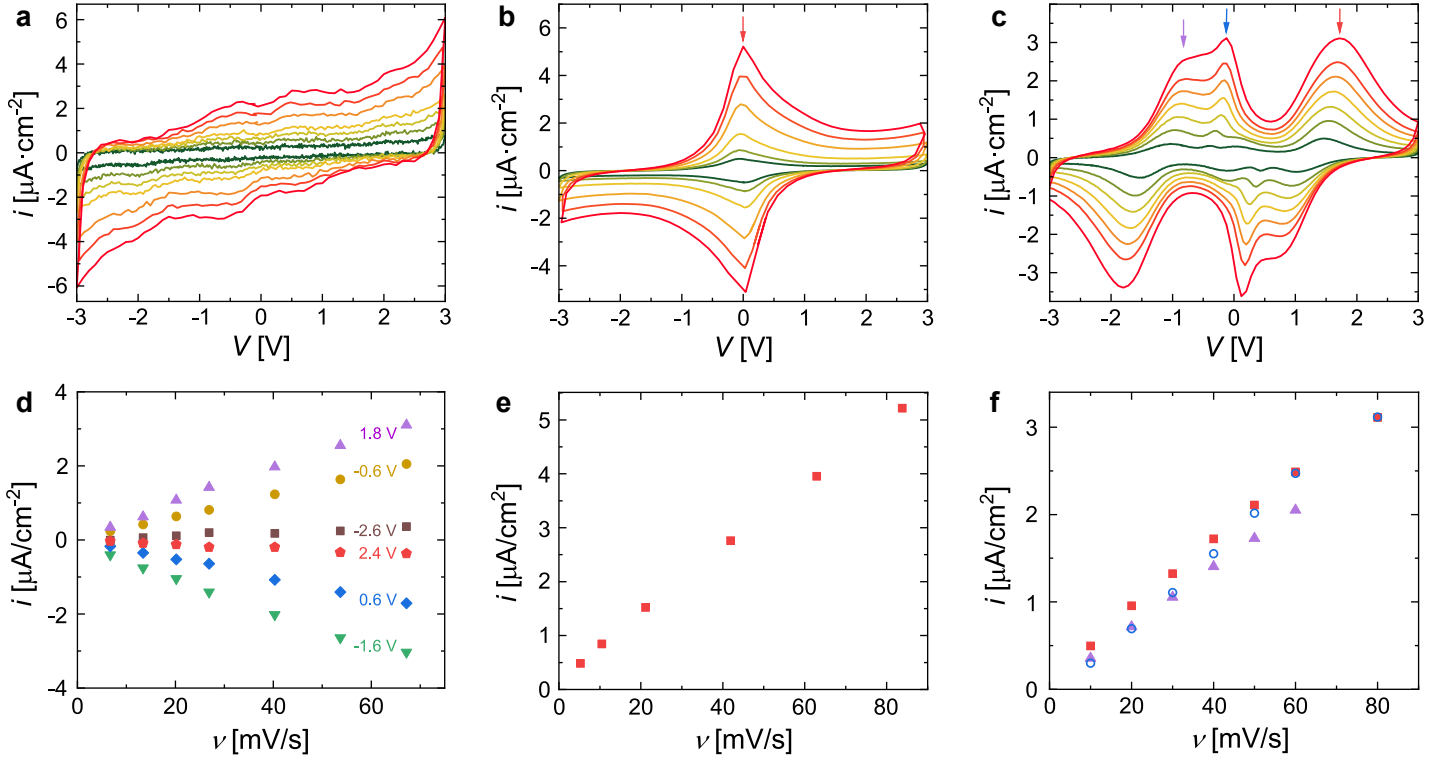 a
6
4
2
0
-2
-4
-6
-3 -2 -1 0 1 2 3
i [μA·cm⁻²]
V [V]
b
6
4
2
0
-2
-4
-3 -2 -1 0 1 2 3
i [μA·cm⁻²]
V [V]
c
3
2
1
0
-1
-2
-3
-3 -2 -1 0 1 2 3
i [μA·cm⁻²]
V [V]
d
4
2
0
-2
-4
1.8 V
-0.6 V
-2.6 V
2.4 V
0.6 V
-1.6 V
0 20 40 60
i [μA/cm⁻²]
ν [mV/s]
e
5
4
3
2
1
0
0 20 40 60 80
i [μA/cm²]
ν [mV/s]
f
3
2
1
0
0 10 20 30 40 50 60 70 80 90
i [μA/cm²]
ν [mV/s]